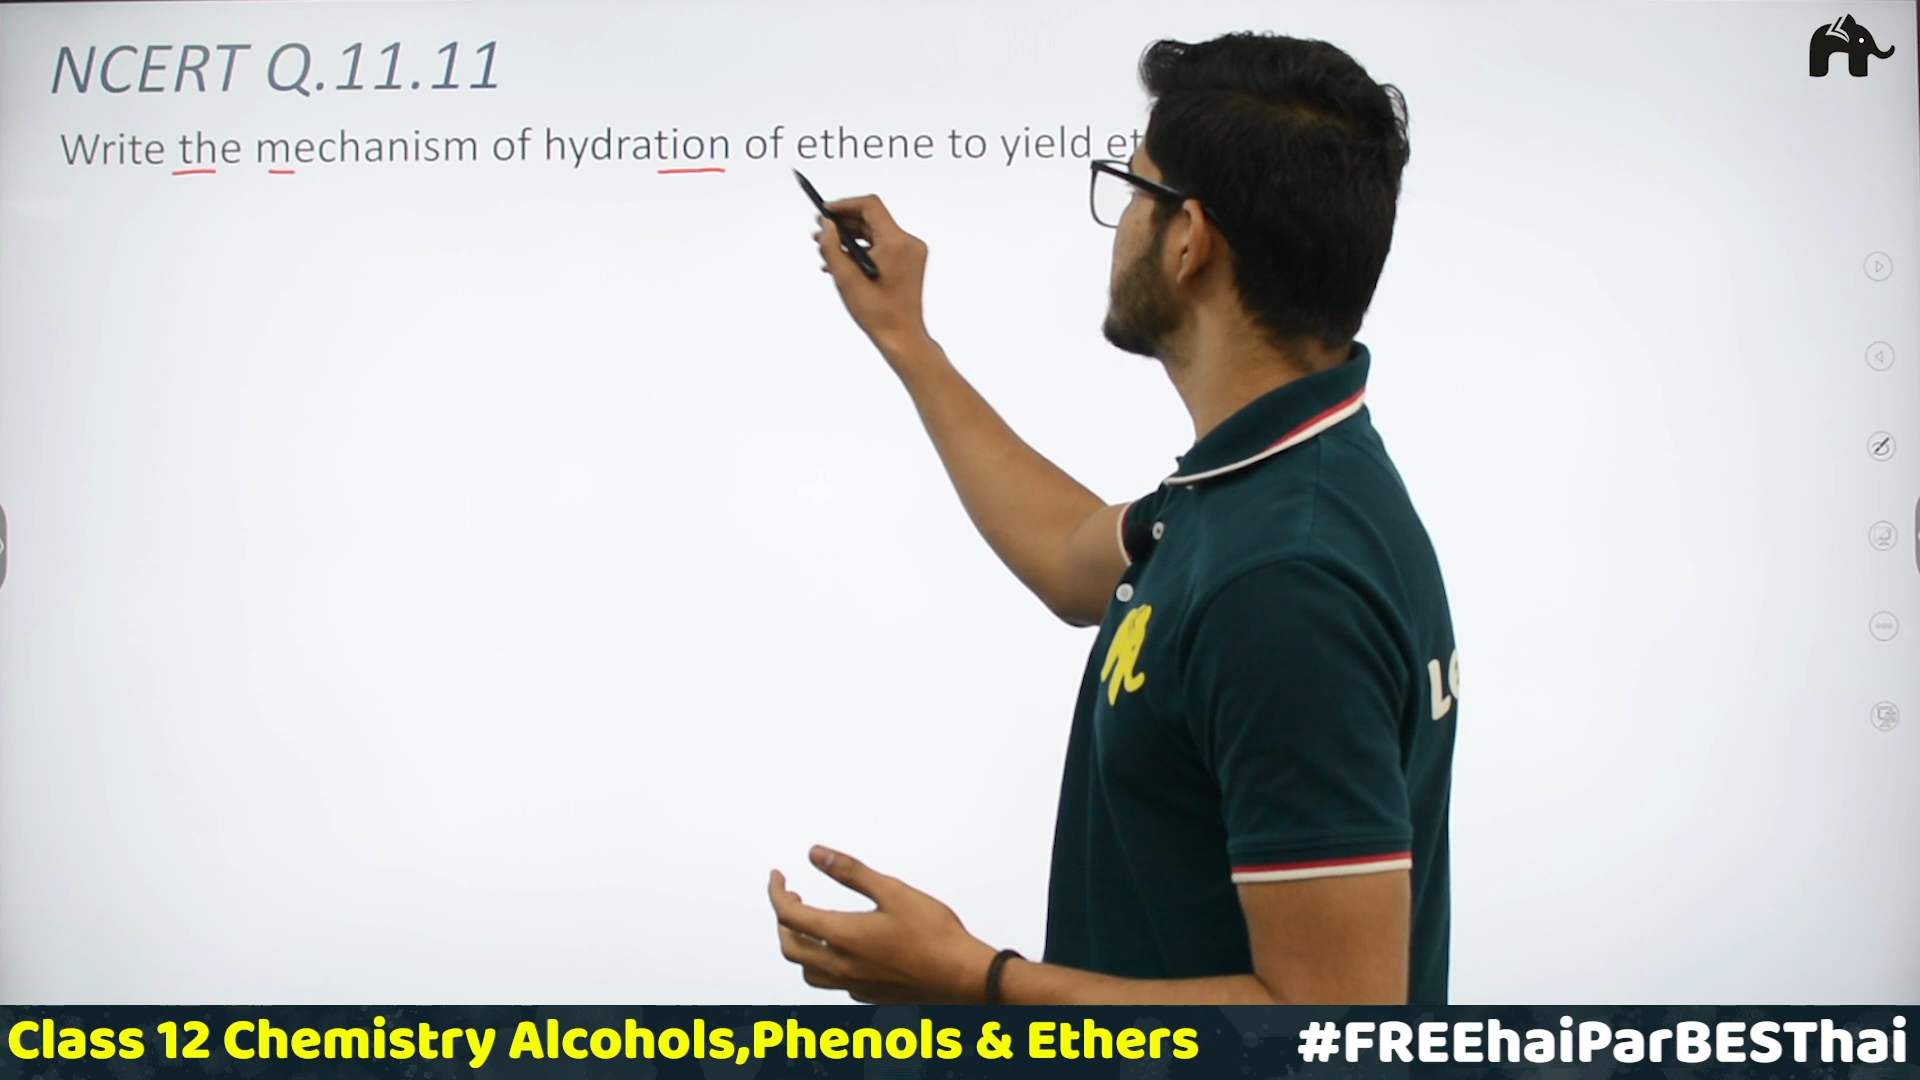 NCERT Q.11.11
Write the mechanism of hydration of ethene to yield
Class 12 Chemistry Alcohols,Phenols & Ethers
#FREEhaiParBESThai